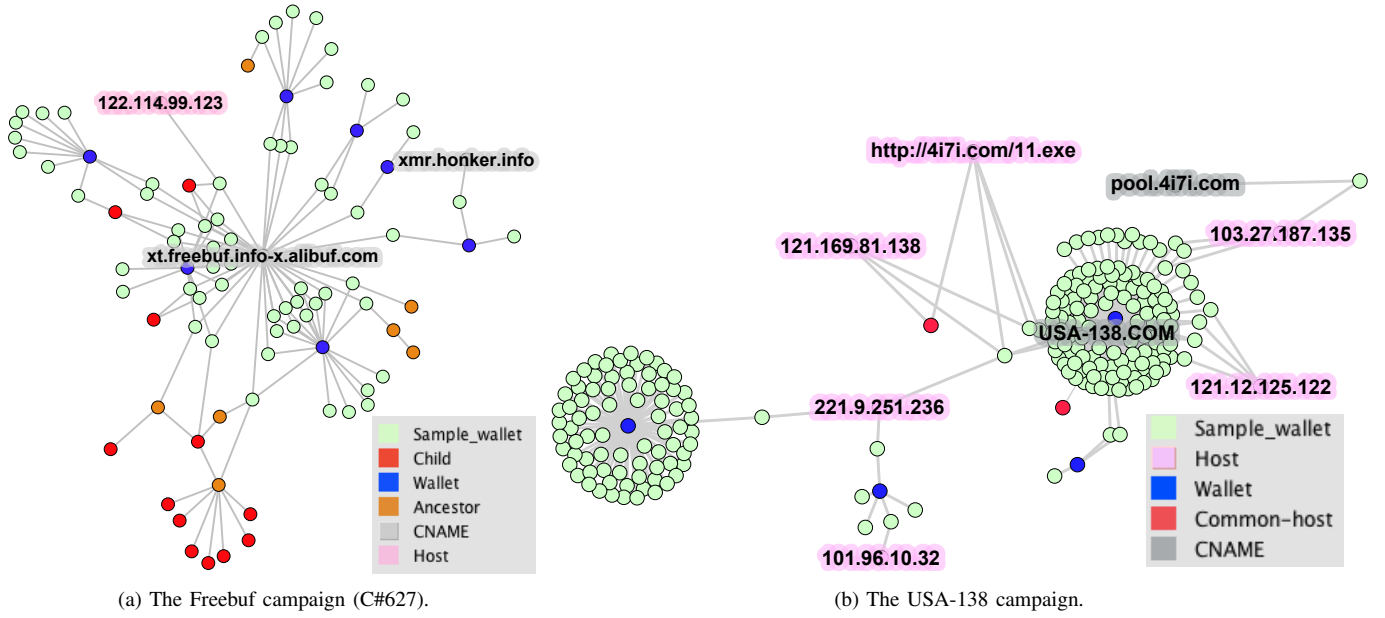 122.114.99.123
xmr.honker.info
xt.freebuf.info-x.alibuf.com
Sample_wallet
Child
Wallet
Ancestor
CNAME
Host
(a) The Freebuf campaign (C#627).
http://4i7i.com/11.exe
pool.4i7i.com
121.169.81.138
103.27.187.135
USA-138.COM
121.12.125.122
221.9.251.236
101.96.10.32
Sample_wallet
Host
Wallet
Common-host
CNAME
(b) The USA-138 campaign.